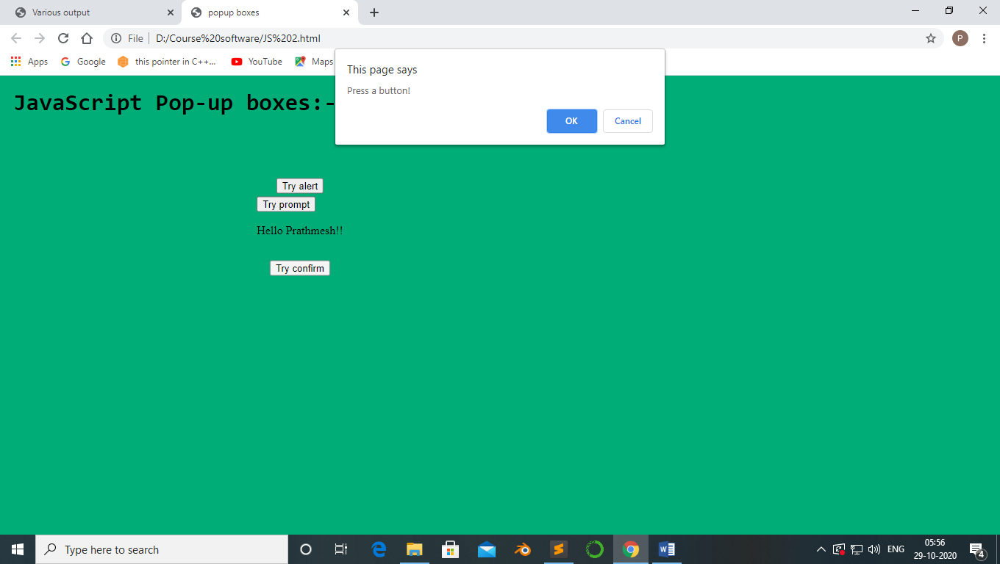 Various output
popup boxes
File
D:/Course%20software/JS%202.html
P
Apps
Google
this pointer in C++...
YouTube
Maps
This page says
Press a button!
OK
Cancel
JavaScript Pop-up boxes:-
Try alert
Try prompt
Hello Prathmesh!!
Try confirm
Type here to search
ENG
05:56
29-10-2020
4